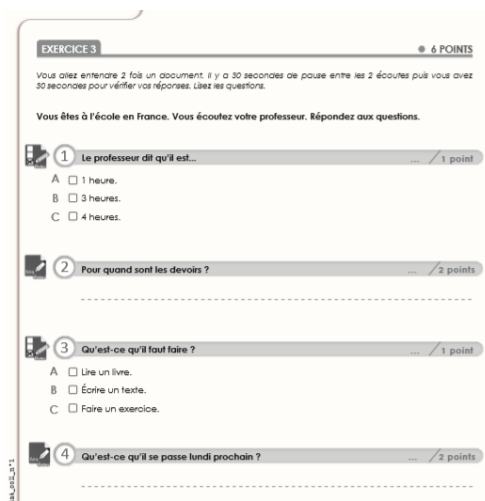 EXERCICE 3
6 POINTS
Vous allez entendre 2 fois un document. Il y a 30 secondes de pause entre les 2 écoutes puis vous avez
30 secondes pour vérifier vos réponses. Lisez les questions.
Vous êtes à l'école en France. Vous écoutez votre professeur. Répondez aux questions.
1 Le professeur dit qu'il est... ... /1 point
A 1 heure.
B 3 heures.
C 4 heures.
2 Pour quand sont les devoirs ? ... /2 points
3 Qu'est-ce qu'il faut faire ? ... /1 point
A Lire un livre.
B Écrire un texte.
C Faire un exercice.
4 Qu'est-ce qu'il se passe lundi prochain ? ... /2 points